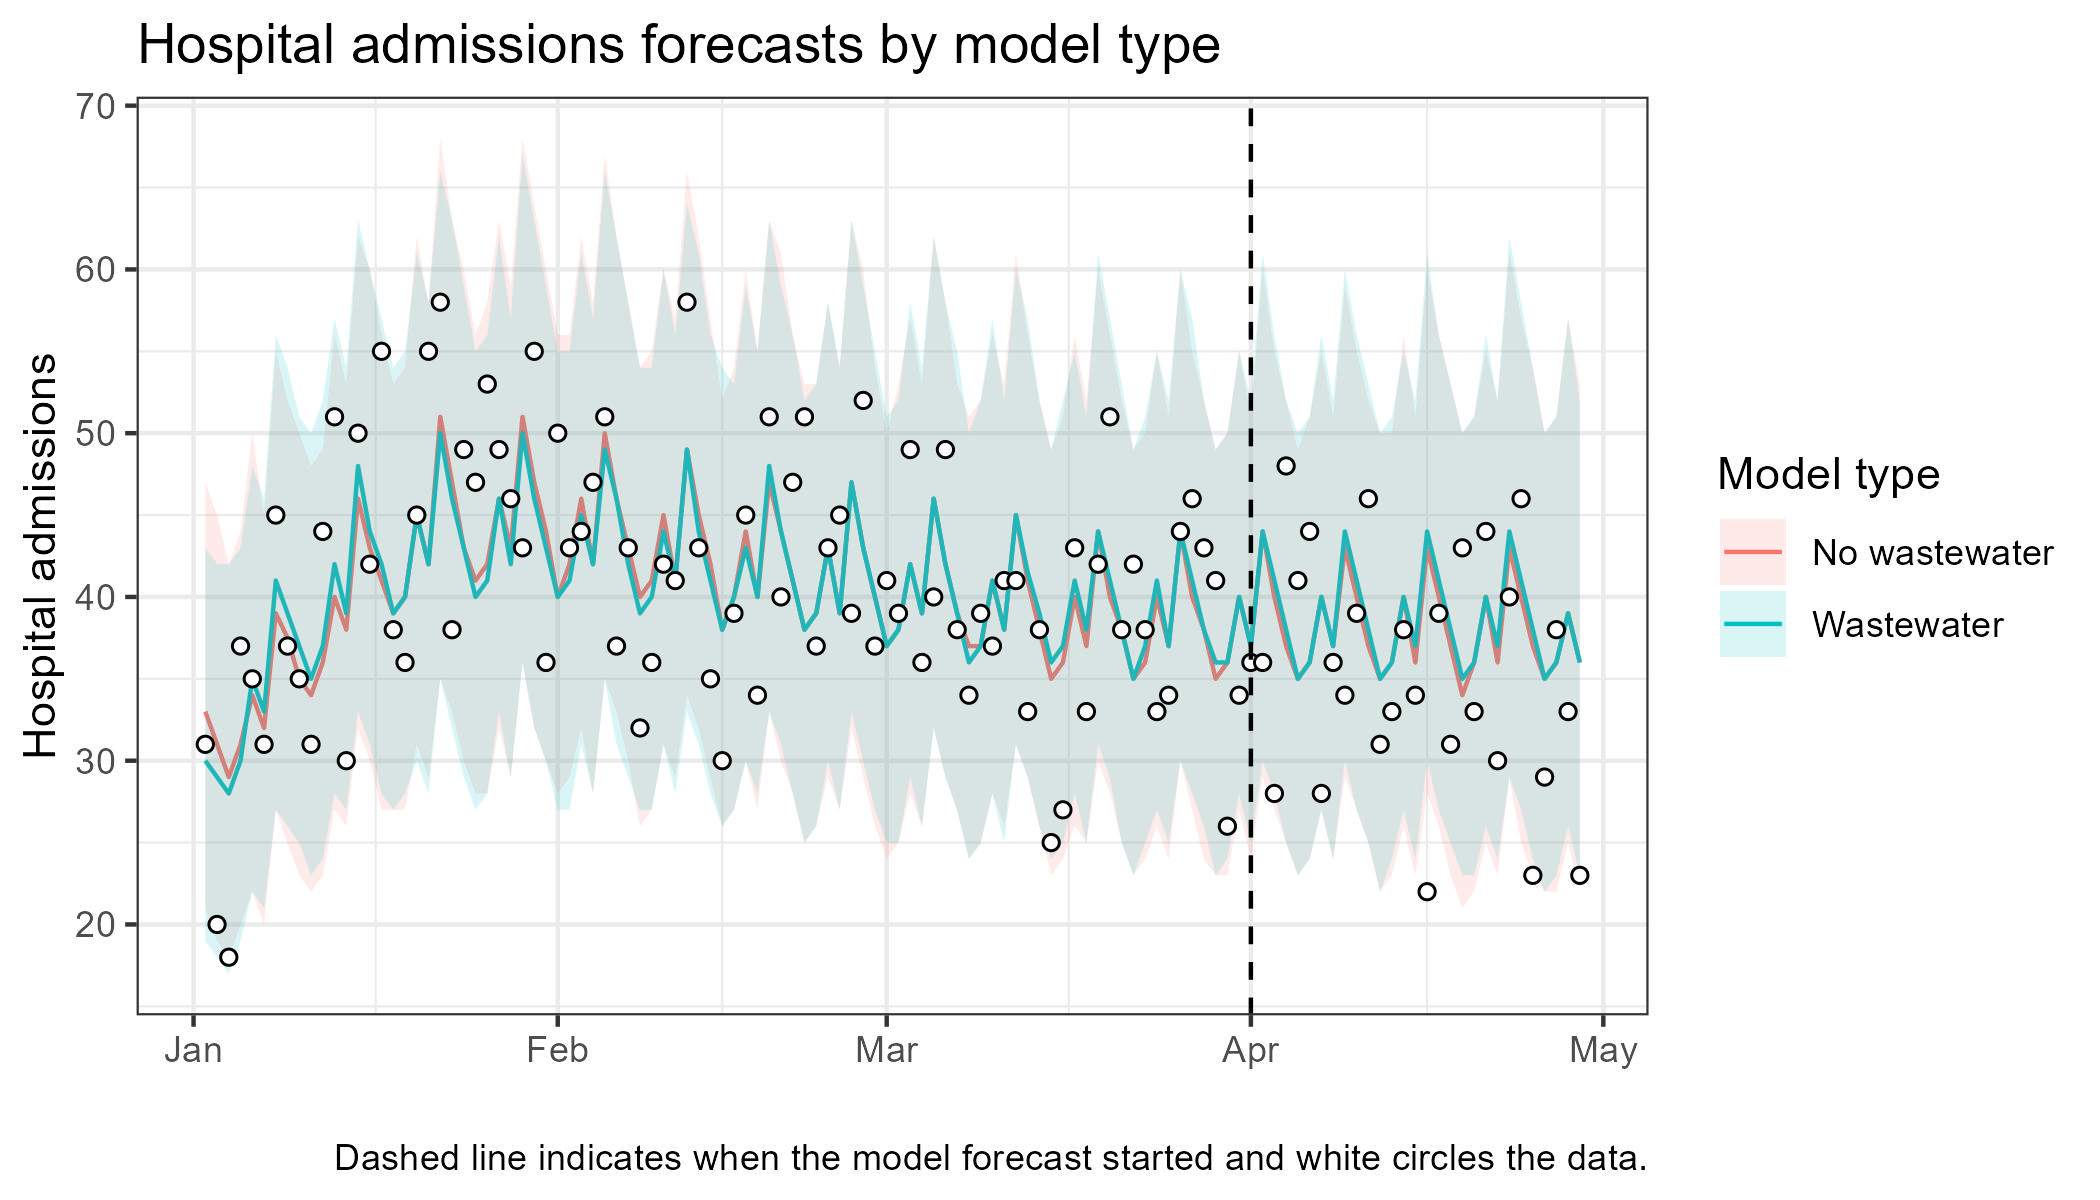 Hospital admissions forecasts by model type
70
60
50
40
30
20
Hospital admissions
Jan Feb Mar Apr May
Model type
No wastewater
Wastewater
Dashed line indicates when the model forecast started and white circles the data.